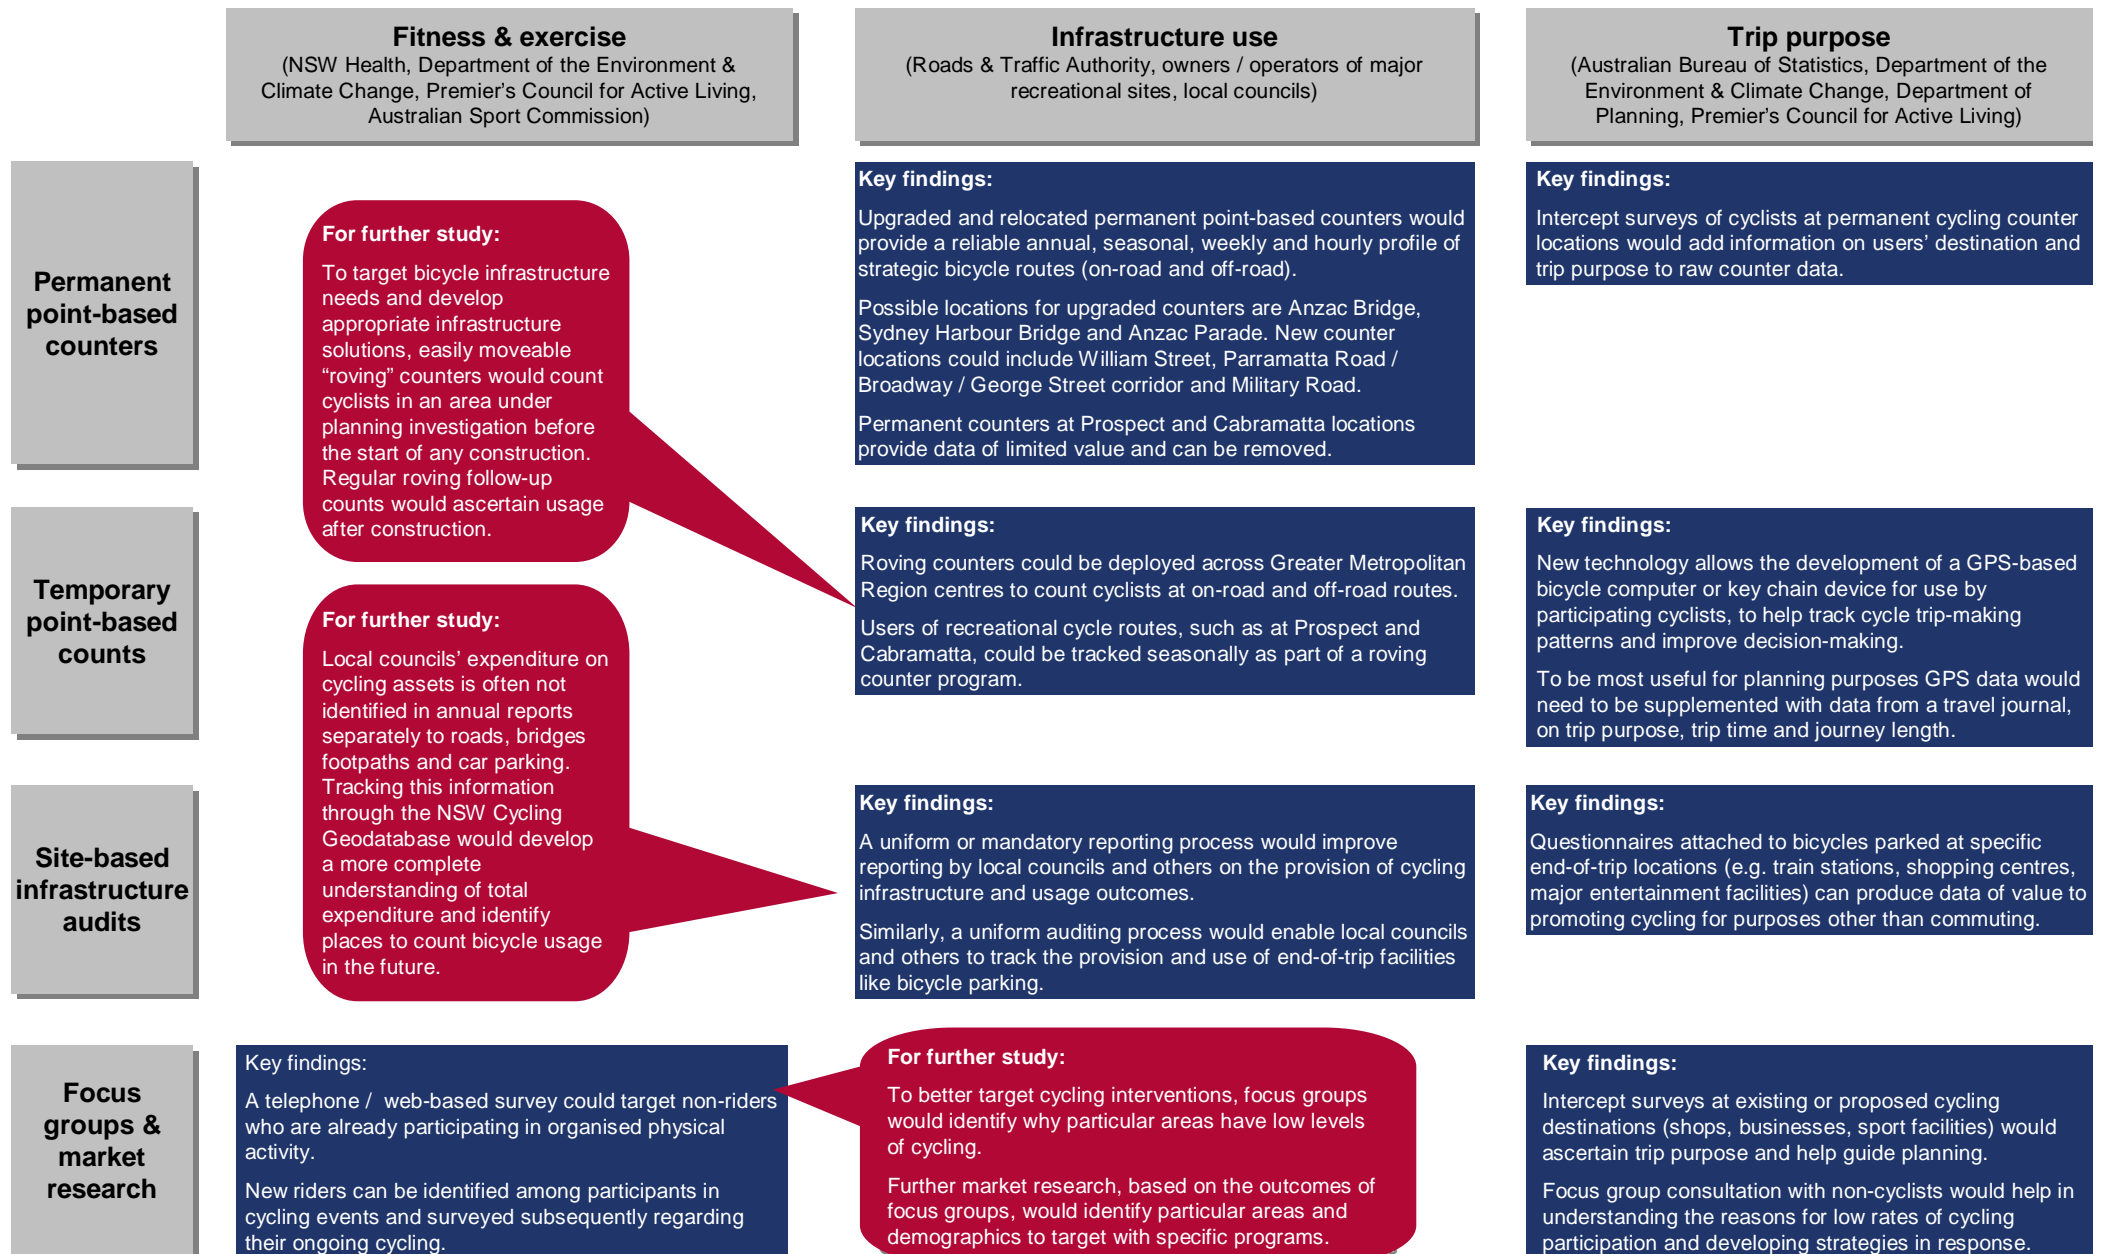 Fitness & exercise
(NSW Health, Department of the Environment &
Climate Change, Premier's Council for Active Living,
Australian Sport Commission)
Infrastructure use
(Roads & Traffic Authority, owners / operators of major
recreational sites, local councils)
Trip purpose
(Australian Bureau of Statistics, Department of the
Environment & Climate Change, Department of
Planning, Premier's Council for Active Living)
Permanent
point-based
counters
For further study:
To target bicycle infrastructure
needs and develop
appropriate infrastructure
solutions, easily moveable
“roving” counters would count
cyclists in an area under
planning investigation before
the start of any construction.
Regular roving follow-up
counts would ascertain usage
after construction.
Key findings:
Upgraded and relocated permanent point-based counters would
provide a reliable annual, seasonal, weekly and hourly profile of
strategic bicycle routes (on-road and off-road).
Possible locations for upgraded counters are Anzac Bridge,
Sydney Harbour Bridge and Anzac Parade. New counter
locations could include William Street, Parramatta Road /
Broadway / George Street corridor and Military Road.
Permanent counters at Prospect and Cabramatta locations
provide data of limited value and can be removed.
Key findings:
Intercept surveys of cyclists at permanent cycling counter
locations would add information on users' destination and
trip purpose to raw counter data.
Temporary
point-based
counts
For further study:
Local councils' expenditure on
cycling assets is often not
identified in annual reports
separately to roads, bridges
footpaths and car parking.
Tracking this information
through the NSW Cycling
Geodatabase would develop
a more complete
understanding of total
expenditure and identify
places to count bicycle usage
in the future.
Key findings:
Roving counters could be deployed across Greater Metropolitan
Region centres to count cyclists at on-road and off-road routes.
Users of recreational cycle routes, such as at Prospect and
Cabramatta, could be tracked seasonally as part of a roving
counter program.
Key findings:
New technology allows the development of a GPS-based
bicycle computer or key chain device for use by
participating cyclists, to help track cycle trip-making
patterns and improve decision-making.
To be most useful for planning purposes GPS data would
need to be supplemented with data from a travel journal,
on trip purpose, trip time and journey length.
Site-based
infrastructure
audits
Key findings:
A uniform or mandatory reporting process would improve
reporting by local councils and others on the provision of cycling
infrastructure and usage outcomes.
Similarly, a uniform auditing process would enable local councils
and others to track the provision and use of end-of-trip facilities
like bicycle parking.
Key findings:
Questionnaires attached to bicycles parked at specific
end-of-trip locations (e.g. train stations, shopping centres,
major entertainment facilities) can produce data of value to
promoting cycling for purposes other than commuting.
Focus
groups &
market
research
Key findings:
A telephone / web-based survey could target non-riders
who are already participating in organised physical
activity.
New riders can be identified among participants in
cycling events and surveyed subsequently regarding
their ongoing cycling.
For further study:
To better target cycling interventions, focus groups
would identify why particular areas have low levels
of cycling.
Further market research, based on the outcomes of
focus groups, would identify particular areas and
demographics to target with specific programs.
Key findings:
Intercept surveys at existing or proposed cycling
destinations (shops, businesses, sport facilities) would
ascertain trip purpose and help guide planning.
Focus group consultation with non-cyclists would help in
understanding the reasons for low rates of cycling
participation and developing strategies in response.